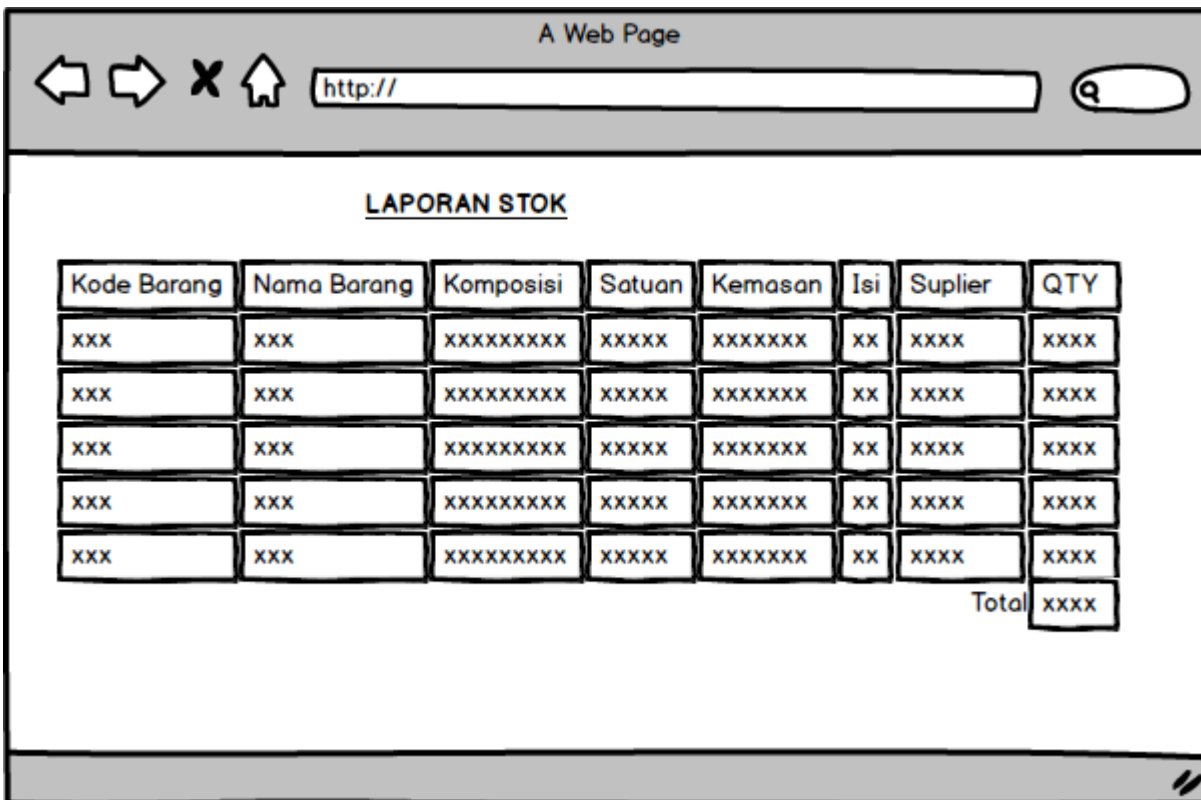 A Web Page
http://
LAPORAN STOK
Kode Barang Nama Barang Komposisi Satuan Kemasan Isi Suplier QTY
xxx xxx xxxxxxxxx xxxxx xxxxxxx xx xxxx xxxx
xxx xxx xxxxxxxxx xxxxx xxxxxxx xx xxxx xxxx
xxx xxx xxxxxxxxx xxxxx xxxxxxx xx xxxx xxxx
xxx xxx xxxxxxxxx xxxxx xxxxxxx xx xxxx xxxx
xxx xxx xxxxxxxxx xxxxx xxxxxxx xx xxxx xxxx
Total xxxx